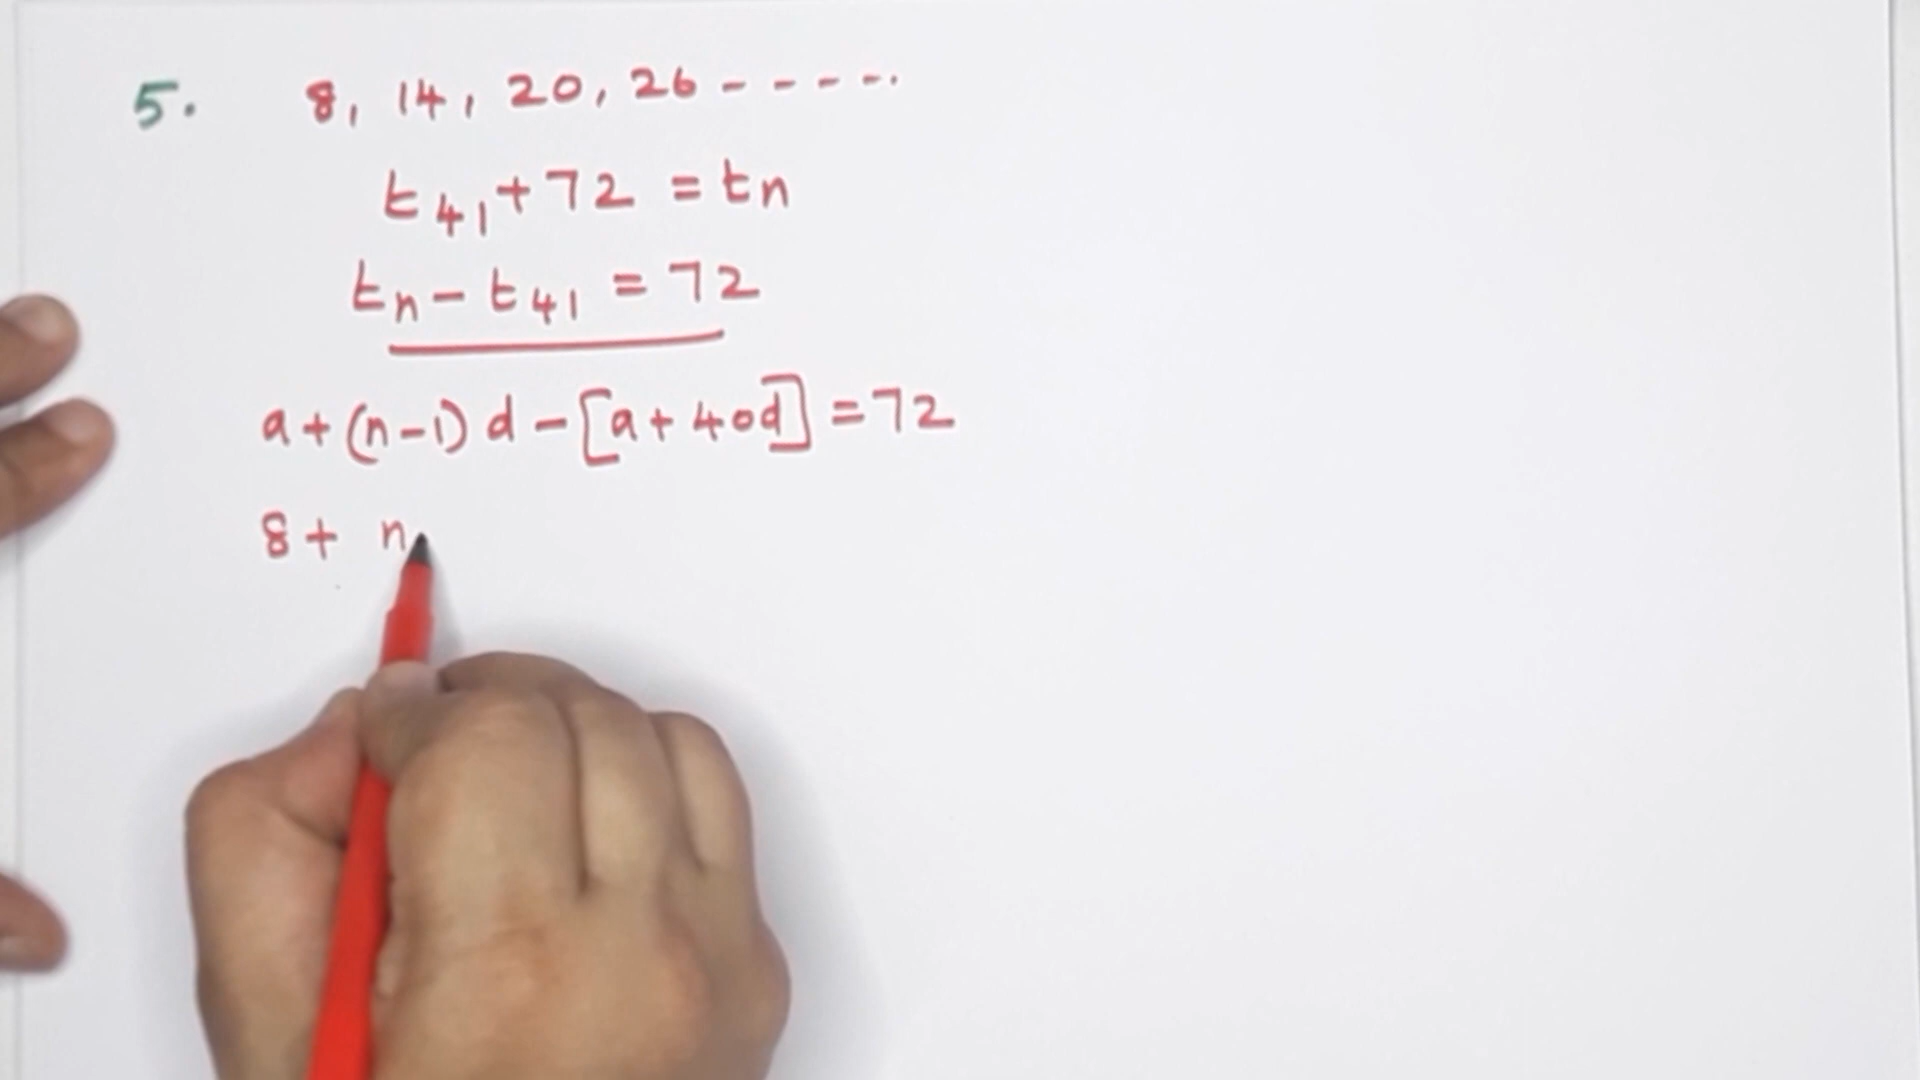 5. 8, 14, 20, 26 - - - - -.
t₄₁ + 72 = tn
tₙ - t₄₁ = 72
a + (n-1) d - [a + 40d] = 72
8 + n